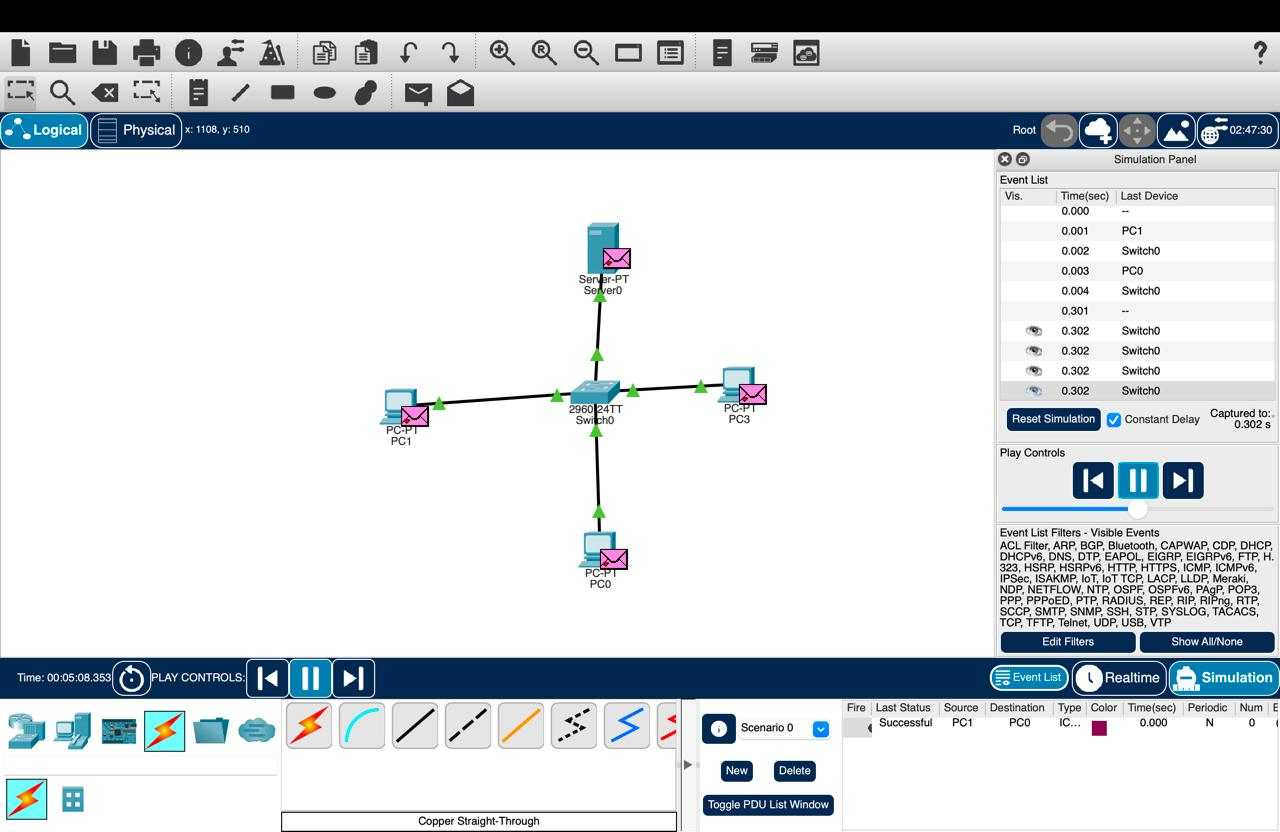 Logical
Physical
x: 1108, y: 510
Root
02:47:30
Simulation Panel
Event List
Vis. Time(sec) Last Device
0.000 --
0.001 PC1
0.002 Switch0
0.003 PC0
0.004 Switch0
0.301 --
0.302 Switch0
0.302 Switch0
0.302 Switch0
0.302 Switch0
Reset Simulation
Constant Delay
Captured to:
0.302 s
Play Controls
Event List Filters - Visible Events
ACL Filter, ARP, BGP, Bluetooth, CAPWAP, CDP, DHCP,
DHCPv6, DNS, DTP, EAPOL, EIGRP, EIGRPv6, FTP, H.
323, HSRP, HSRPv6, HTTP, HTTPS, ICMP, ICMPv6,
IPSec, ISAKMP, IoT, IoT TCP, LACP, LLDP, Meraki,
NDP, NETFLOW, NTP, OSPF, OSPFv6, PAgP, POP3,
PPP, PPPoED, PTP, RADIUS, REP, RIP, RIPng, RTP,
SCCP, SMTP, SNMP, SSH, STP, SYSLOG, TACACS,
TCP, TFTP, Telnet, UDP, USB, VTP
Edit Filters
Show All/None
Server-PT
Server0
PC-PT
PC1
2960-24TT
Switch0
PC-PT
PC3
PC-PT
PC0
Time: 00:05:08.353
PLAY CONTROLS:
Event List
Realtime
Simulation
Copper Straight-Through
Scenario 0
New
Delete
Toggle PDU List Window
Fire Last Status Source Destination Type Color Time(sec) Periodic Num E
Successful PC1 PC0 IC... 0.000 N 0